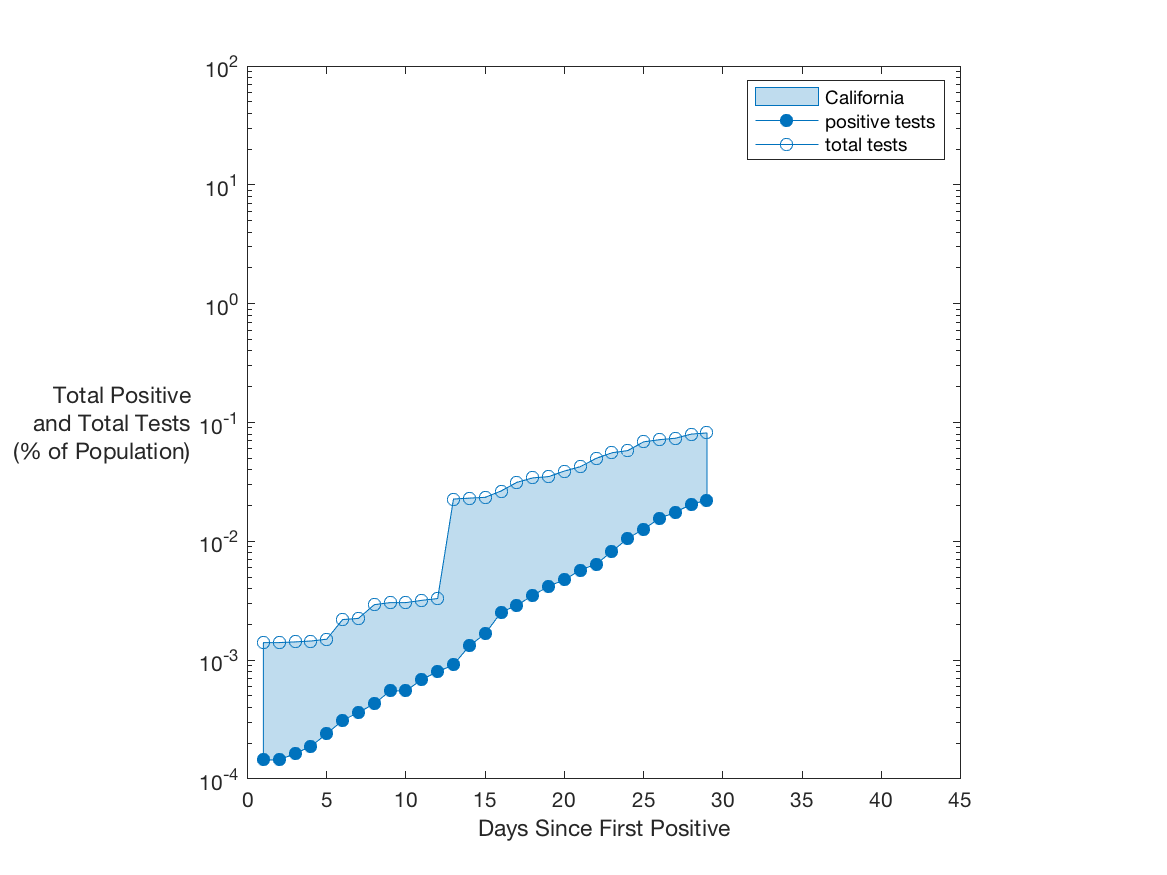 10^2
California
positive tests
total tests
10^1
10^0
Total Positive
and Total Tests
(% of Population)
10^-1
10^-2
10^-3
10^-4
0 5 10 15 20 25 30 35 40 45
Days Since First Positive